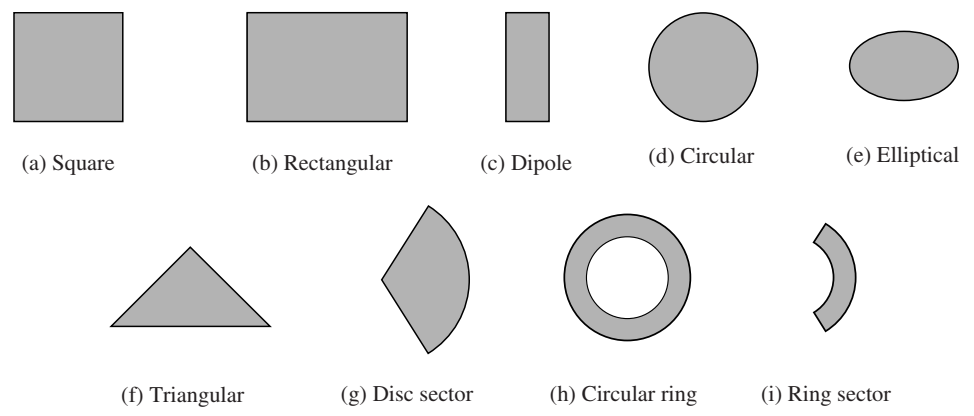 (a) Square
(b) Rectangular
(c) Dipole
(d) Circular
(e) Elliptical
(f) Triangular
(g) Disc sector
(h) Circular ring
(i) Ring sector